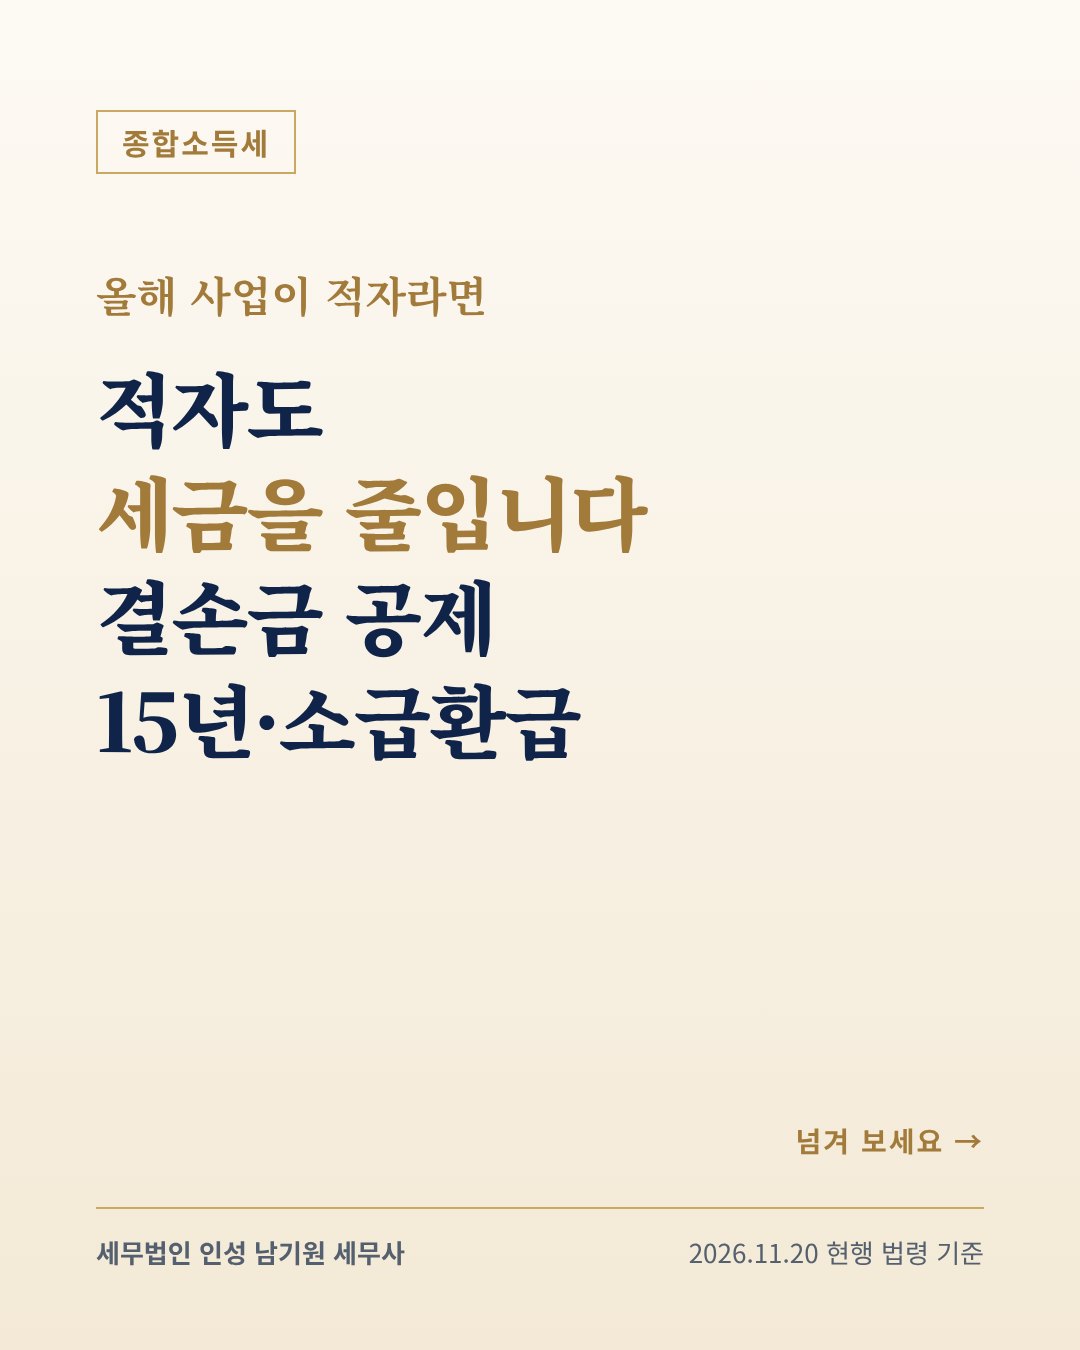 종합소득세
올해 사업이 적자라면
적자도
세금을 줄입니다
결손금 공제
15년·소급환급
넘겨 보세요 →
세무법인 인성 남기원 세무사
2026.11.20 현행 법령 기준